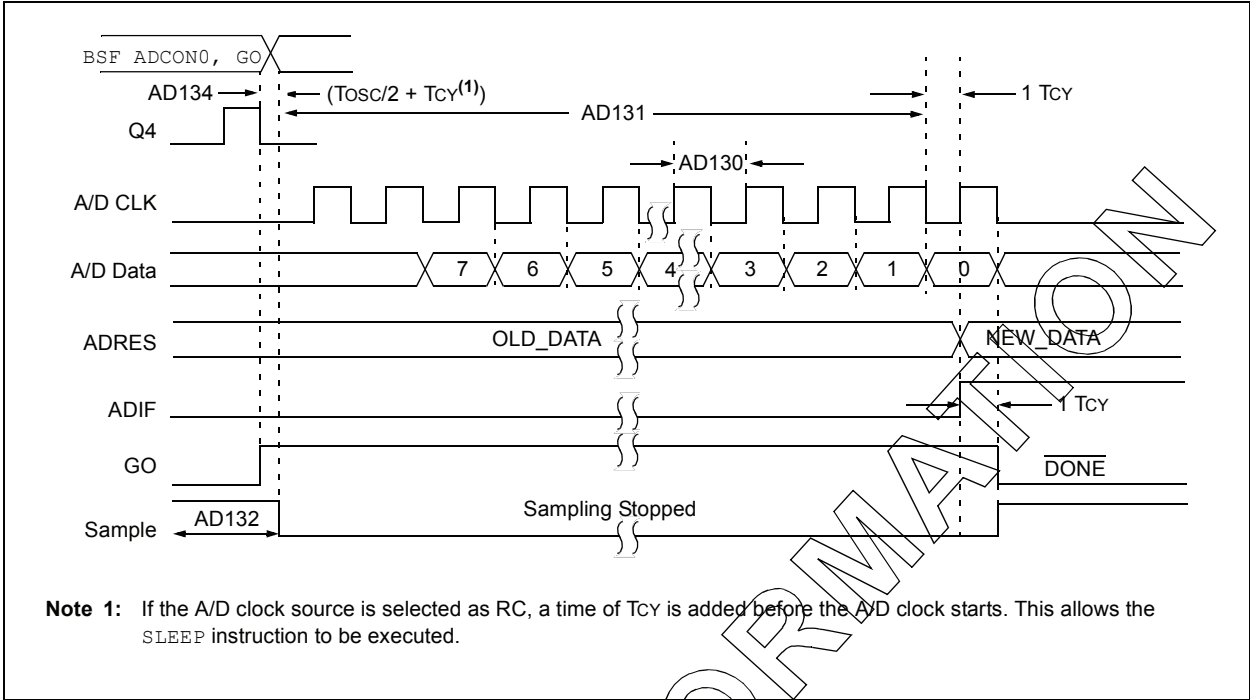 BSF ADCON0, GO
AD134
(TOSC/2 + TCY(1))
1 TCY
AD131
Q4
AD130
A/D CLK
A/D Data
7 6 5 4 3 2 1 0
ADRES
OLD_DATA
NEW_DATA
ADIF
1 TCY
GO
DONE
Sample
AD132
Sampling Stopped
Note 1: If the A/D clock source is selected as RC, a time of TCY is added before the A/D clock starts. This allows the
SLEEP instruction to be executed.
ORMATION